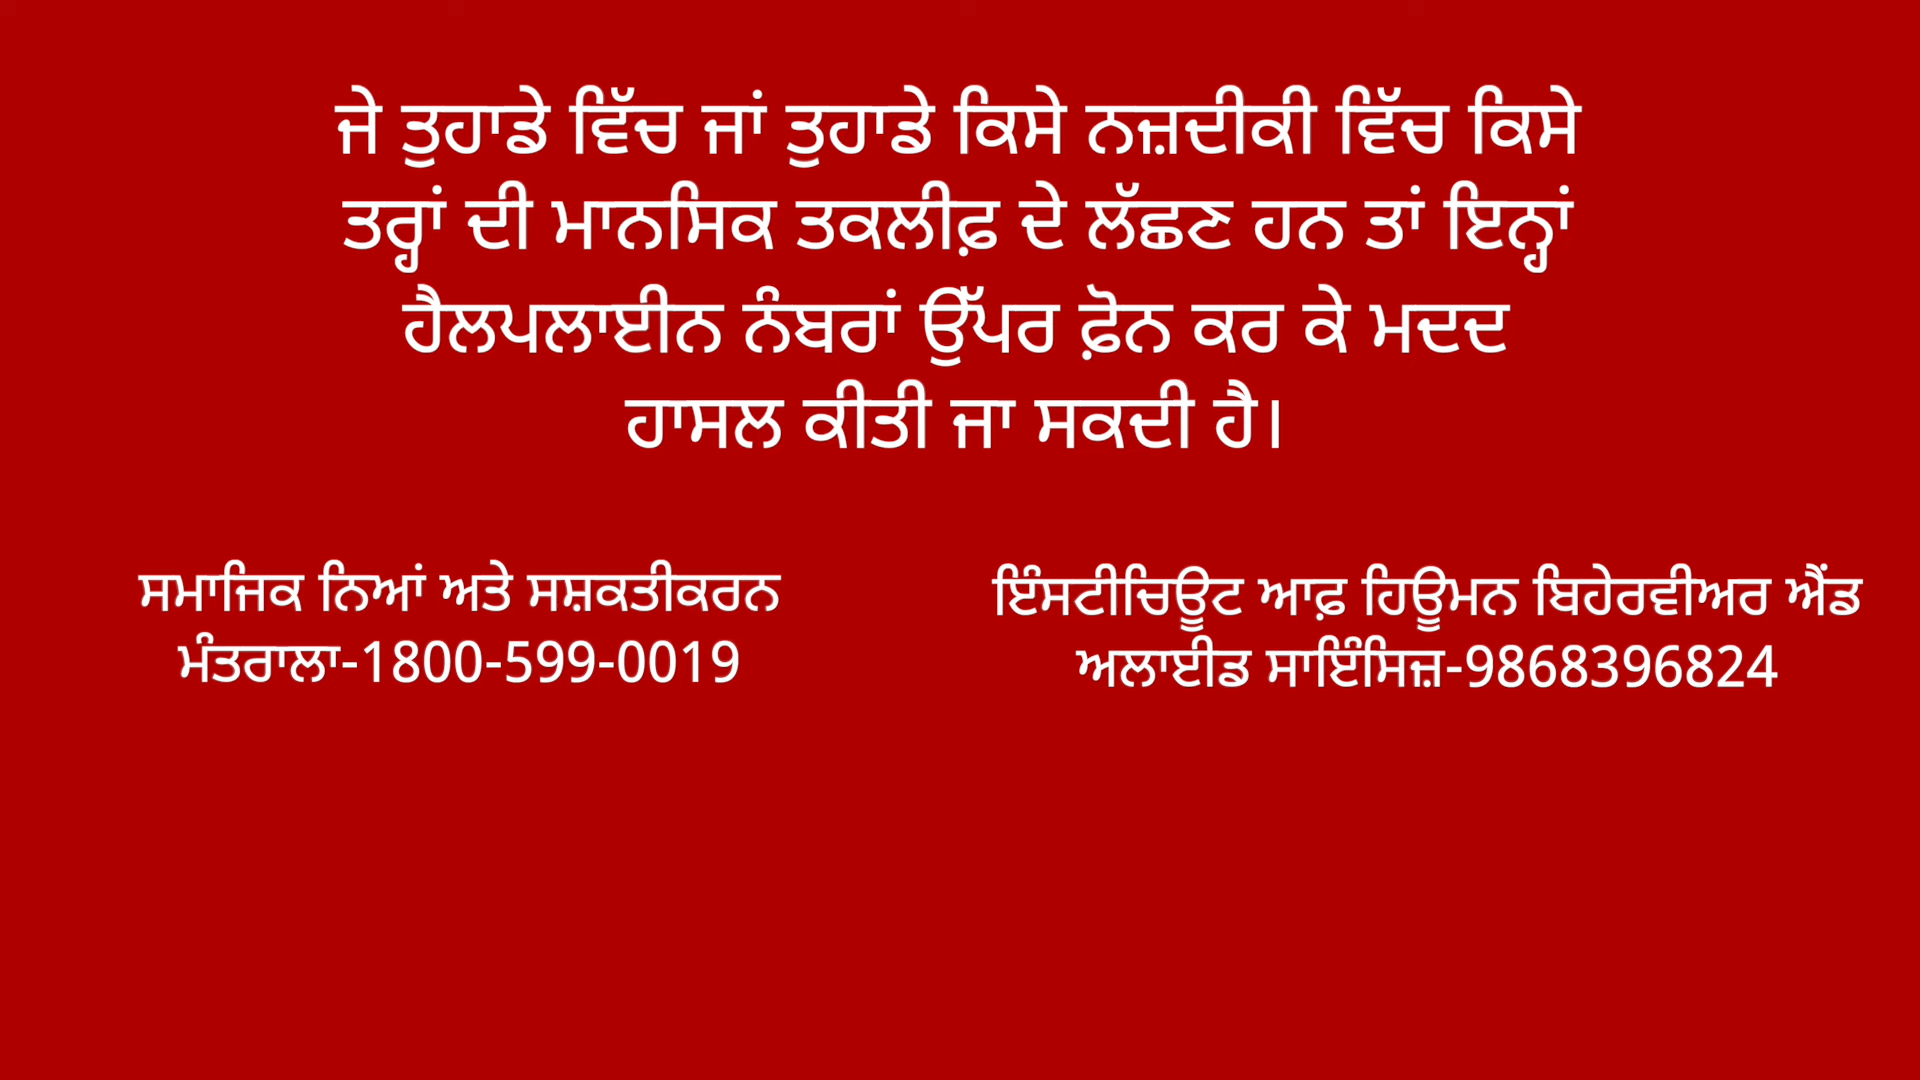 ਜੇ ਤੁਹਾਡੇ ਵਿੱਚ ਜਾਂ ਤੁਹਾਡੇ ਕਿਸੇ ਨਜ਼ਦੀਕੀ ਵਿੱਚ ਕਿਸੇ
ਤਰ੍ਹਾਂ ਦੀ ਮਾਨਸਿਕ ਤਕਲੀਫ਼ ਦੇ ਲੱਛਣ ਹਨ ਤਾਂ ਇਨ੍ਹਾਂ
ਹੈਲਪਲਾਈਨ ਨੰਬਰਾਂ ਉੱਪਰ ਫ਼ੋਨ ਕਰ ਕੇ ਮਦਦ
ਹਾਸਲ ਕੀਤੀ ਜਾ ਸਕਦੀ ਹੈ।
ਸਮਾਜਿਕ ਨਿਆਂ ਅਤੇ ਸਸ਼ਕਤੀਕਰਨ
ਮੰਤਰਾਲਾ-1800-599-0019
ਇੰਸਟੀਚਿਊਟ ਆਫ਼ ਹਿਊਮਨ ਬਿਹੇਰਵੀਅਰ ਐਂਡ
ਅਲਾਈਡ ਸਾਇੰਸਿਜ਼-9868396824